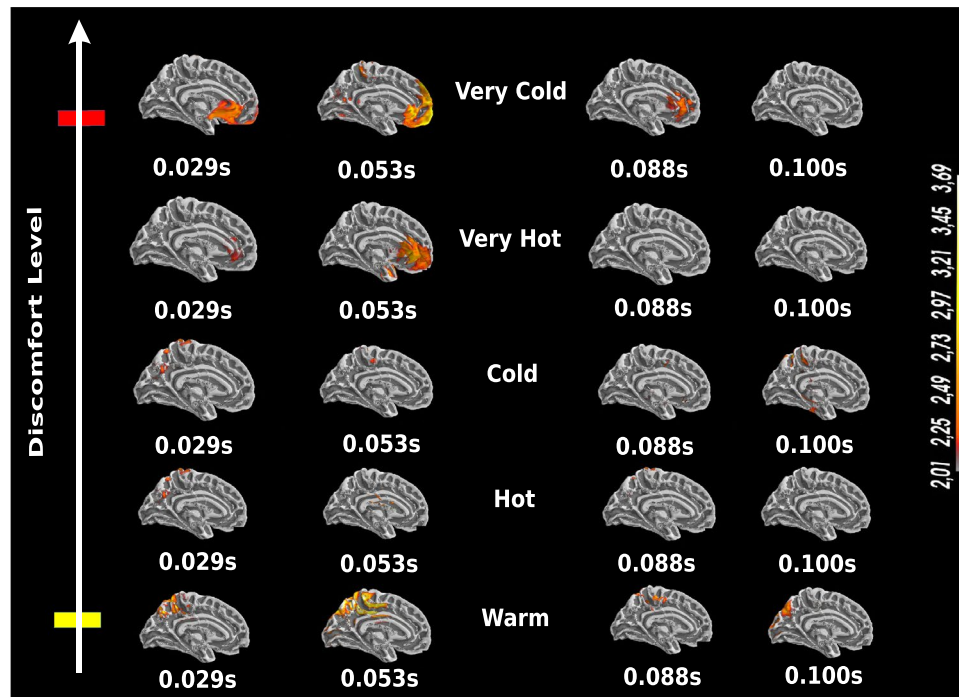 Very Cold
0.029s 0.053s 0.088s 0.100s
Very Hot
0.029s 0.053s 0.088s 0.100s
Cold
0.029s 0.053s 0.088s 0.100s
Hot
0.029s 0.053s 0.088s 0.100s
Warm
0.029s 0.053s 0.088s 0.100s
Discomfort Level
2,01 2,25 2,49 2,73 2,97 3,21 3,45 3,69